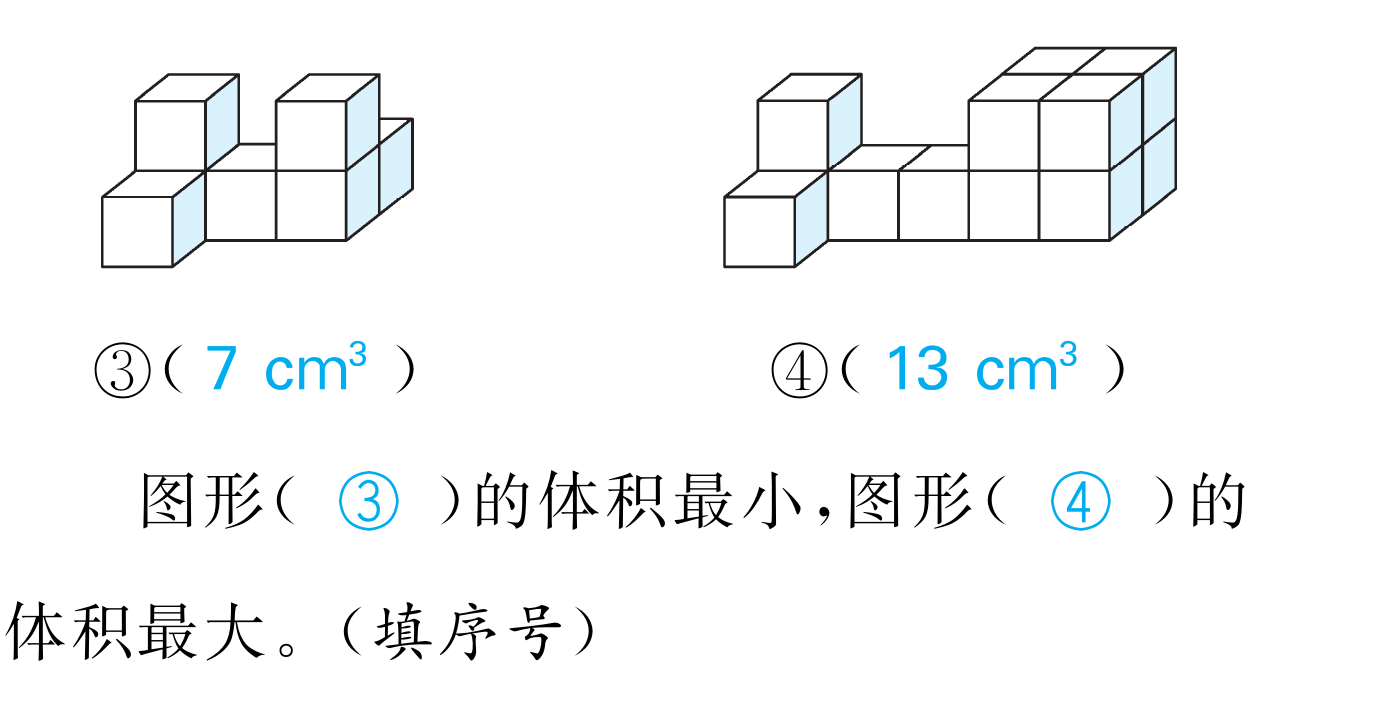 ③( 7 cm³ ) ④( 13 cm³ )
图形( ③ )的体积最小,图形( ④ )的
体积最大。(填序号)